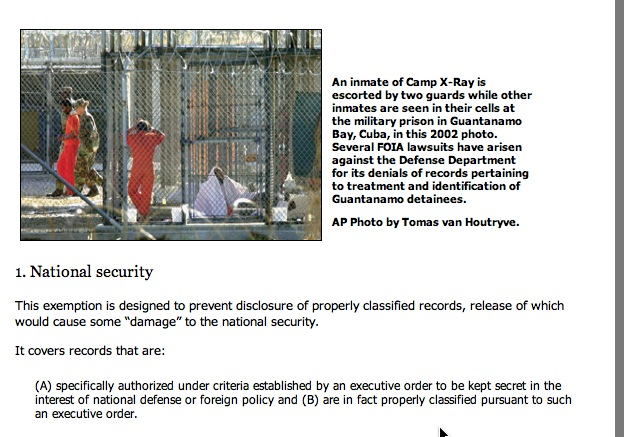 An inmate of Camp X-Ray is
escorted by two guards while other
inmates are seen in their cells at
the military prison in Guantanamo
Bay, Cuba, in this 2002 photo.
Several FOIA lawsuits have arisen
against the Defense Department
for its denials of records pertaining
to treatment and identification of
Guantanamo detainees.
AP Photo by Tomas van Houtryve.
1. National security
This exemption is designed to prevent disclosure of properly classified records, release of which
would cause some “damage” to the national security.
It covers records that are:
(A) specifically authorized under criteria established by an executive order to be kept secret in the
interest of national defense or foreign policy and (B) are in fact properly classified pursuant to such
an executive order.